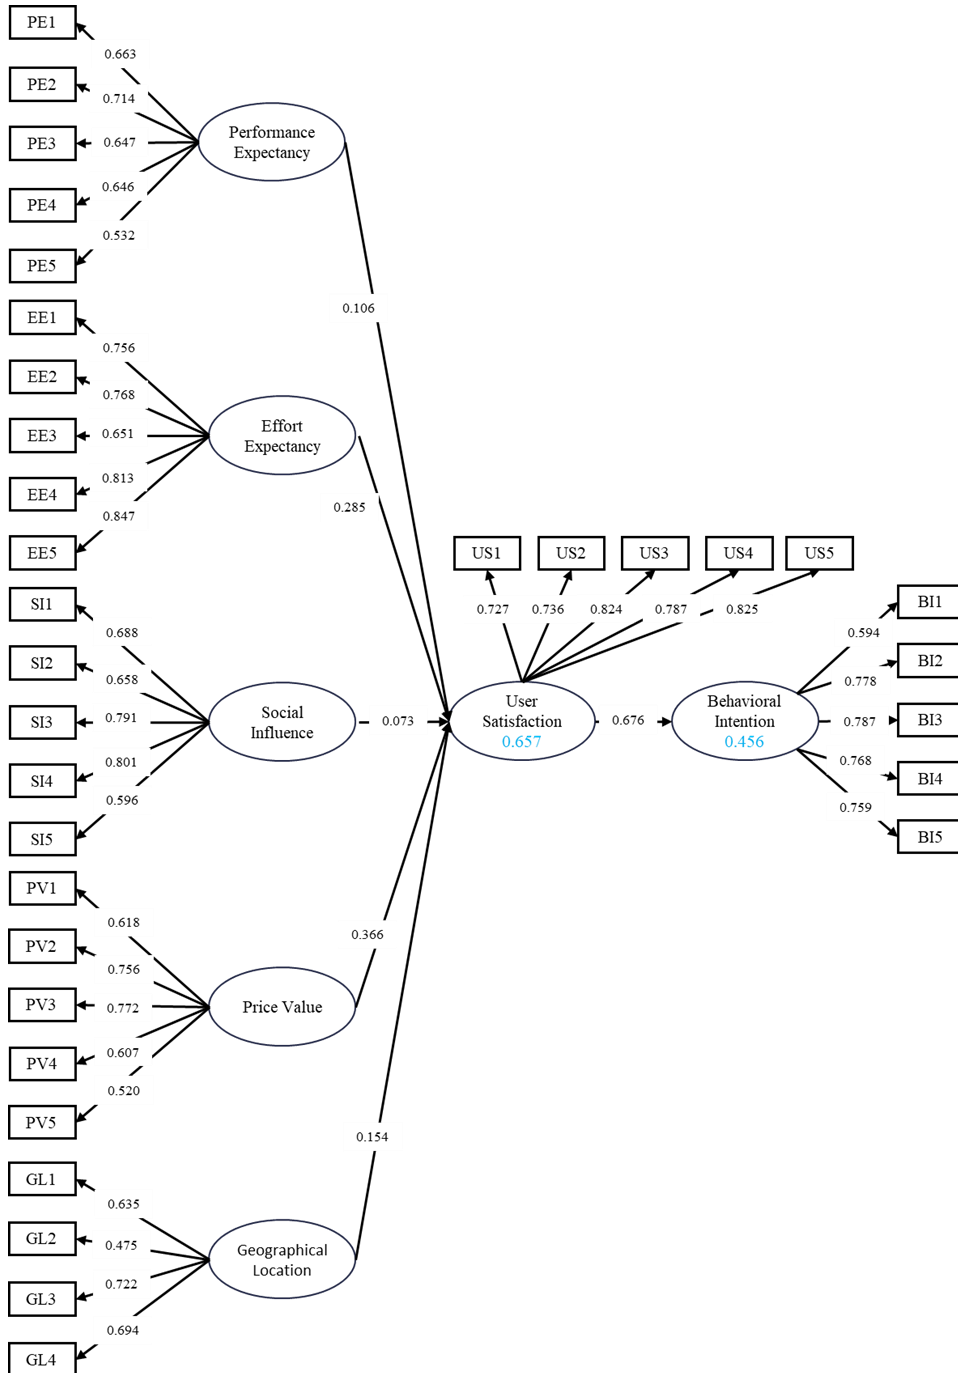 PE1
0.663
PE2
0.714
PE3
0.647
PE4
0.646
PE5
0.532
Performance
Expectancy
0.106
EE1
0.756
EE2
0.768
EE3
0.651
EE4
0.813
EE5
0.847
Effort
Expectancy
0.285
SI1
0.688
SI2
0.658
SI3
0.791
SI4
0.801
SI5
0.596
Social
Influence
0.073
PV1
0.618
PV2
0.756
PV3
0.772
PV4
0.607
PV5
0.520
Price Value
0.366
GL1
0.635
GL2
0.475
GL3
0.722
GL4
0.694
Geographical
Location
0.154
US1
US2
US3
US4
US5
0.727
0.736
0.824
0.787
0.825
User
Satisfaction
0.657
0.676
Behavioral
Intention
0.456
BI1
0.594
BI2
0.778
BI3
0.787
BI4
0.768
BI5
0.759